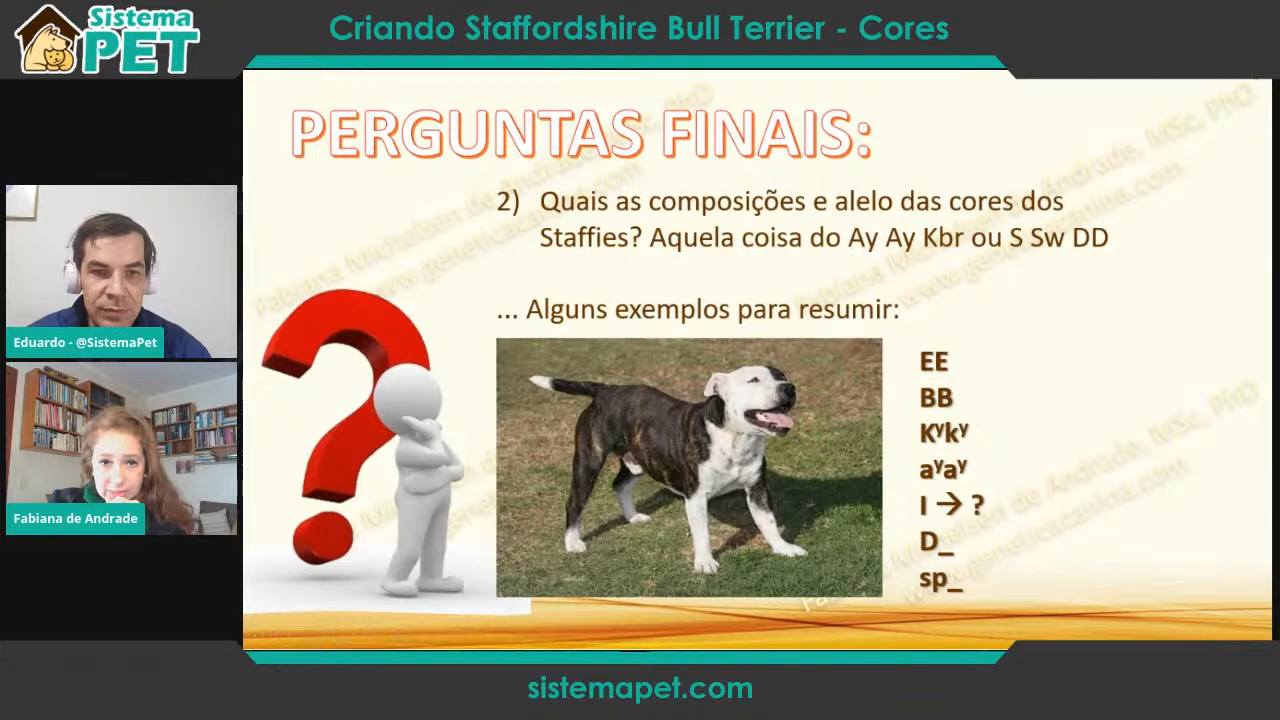 Sistema
PET
Criando Staffordshire Bull Terrier - Cores
PERGUNTAS FINAIS:
2) Quais as composições e alelo das cores dos
Staffies? Aquela coisa do Ay Ay Kbr ou S Sw DD
... Alguns exemplos para resumir:
EE
BB
Kʸkʸ
aʸaʸ
I → ?
D_
sp_
Eduardo - @SistemaPet
Fabiana de Andrade
sistemapet.com